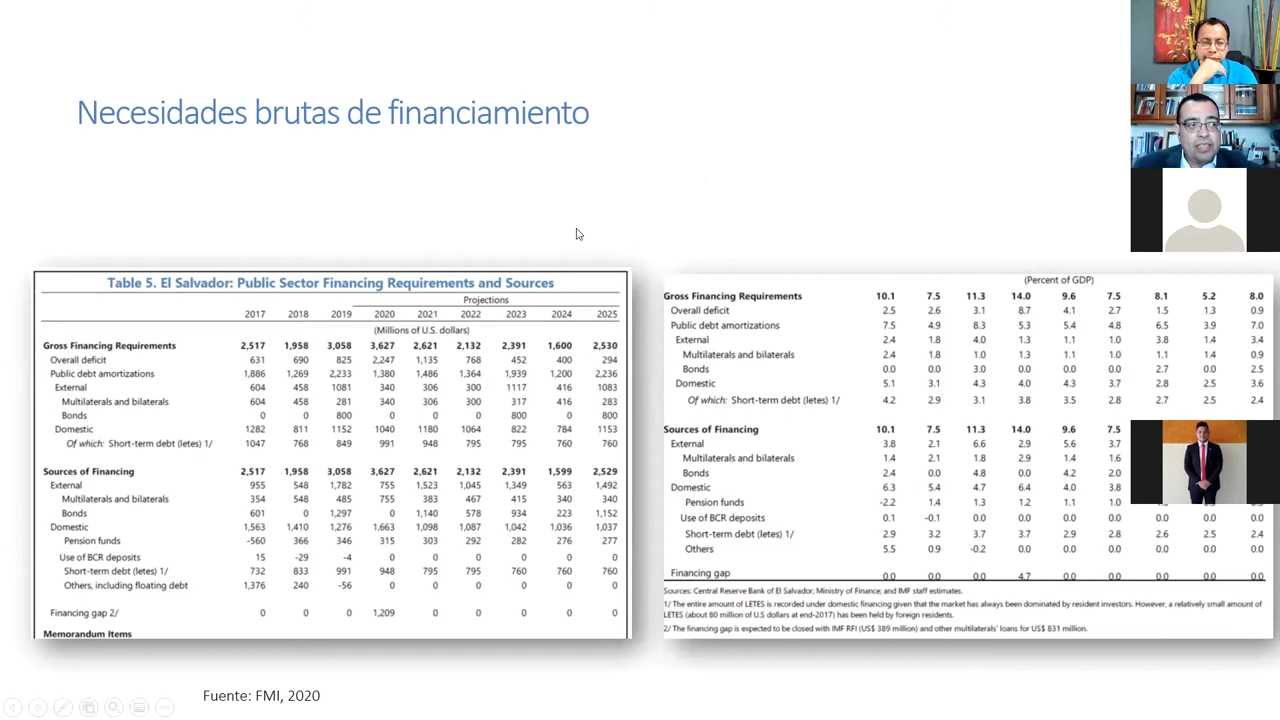 Necesidades brutas de financiamiento
Table 5. El Salvador: Public Sector Financing Requirements and Sources
Projections
2017 2018 2019 2020 2021 2022 2023 2024 2025
(Millions of U.S. dollars)
Gross Financing Requirements 2,517 1,958 3,058 3,627 2,621 2,132 2,391 1,600 2,530
Overall deficit 631 690 825 2,247 1,135 768 452 400 294
Public debt amortizations 1,886 1,269 2,233 1,380 1,486 1,364 1,939 1,200 2,236
External 604 458 1081 340 306 300 1117 416 1083
Multilaterals and bilaterals 604 458 281 340 306 300 317 416 283
Bonds 0 0 800 0 0 0 800 0 800
Domestic 1282 811 1152 1040 1180 1064 822 784 1153
Of which: Short-term debt (letes) 1/ 1047 768 849 991 948 795 795 760 760
Sources of Financing 2,517 1,958 3,058 3,627 2,621 2,132 2,391 1,599 2,529
External 955 548 1,782 755 1,523 1,045 1,349 563 1,492
Multilaterals and bilaterals 354 548 485 755 383 467 415 340 340
Bonds 601 0 1,297 0 1,140 578 934 223 1,152
Domestic 1,563 1,410 1,276 1,663 1,098 1,087 1,042 1,036 1,037
Pension funds -560 366 346 315 303 292 282 276 277
Use of BCR deposits 15 -29 -4 0 0 0 0 0 0
Short-term debt (letes) 1/ 732 833 991 948 795 795 760 760 760
Others, including floating debt 1,376 240 -56 0 0 0 0 0 0
Financing gap 2/ 0 0 0 1,209 0 0 0 0 0
Memorandum Items
(Percent of GDP)
Gross Financing Requirements 10.1 7.5 11.3 14.0 9.6 7.5 8.1 5.2 8.0
Overall deficit 2.5 2.6 3.1 8.7 4.1 2.7 1.5 1.3 0.9
Public debt amortizations 7.5 4.9 8.3 5.3 5.4 4.8 6.5 3.9 7.0
External 2.4 1.8 4.0 1.3 1.1 1.0 3.8 1.4 3.4
Multilaterals and bilaterals 2.4 1.8 1.0 1.3 1.1 1.0 1.1 1.4 0.9
Bonds 0.0 0.0 3.0 0.0 0.0 0.0 2.7 0.0 2.5
Domestic 5.1 3.1 4.3 4.0 4.3 3.7 2.8 2.5 3.6
Of which: Short-term debt (letes) 1/ 4.2 2.9 3.1 3.8 3.5 2.8 2.7 2.5 2.4
Sources of Financing 10.1 7.5 11.3 14.0 9.6 7.5
External 3.8 2.1 6.6 2.9 5.6 3.7
Multilaterals and bilaterals 1.4 2.1 1.8 2.9 1.4 1.6
Bonds 2.4 0.0 4.8 0.0 4.2 2.0
Domestic 6.3 5.4 4.7 6.4 4.0 3.8
Pension funds -2.2 1.4 1.3 1.2 1.1 1.0
Use of BCR deposits 0.1 -0.1 0.0 0.0 0.0 0.0 0.0 0.0 0.0
Short-term debt (letes) 1/ 2.9 3.2 3.7 3.7 2.9 2.8 2.6 2.5 2.4
Others 5.5 0.9 -0.2 0.0 0.0 0.0 0.0 0.0 0.0
Financing gap 0.0 0.0 0.0 4.7 0.0 0.0 0.0 0.0 0.0
Sources: Central Reserve Bank of El Salvador; Ministry of Finance; and IMF staff estimates.
1/ The entire amount of LETES is recorded under domestic financing given that the market has always been dominated by resident investors. However, a relatively small amount of
LETES (about 80 million of U.S dollars at end-2017) has been held by foreign residents.
2/ The financing gap is expected to be closed with IMF RFI (US$ 389 million) and other multilaterals' loans for US$ 831 million.
Fuente: FMI, 2020